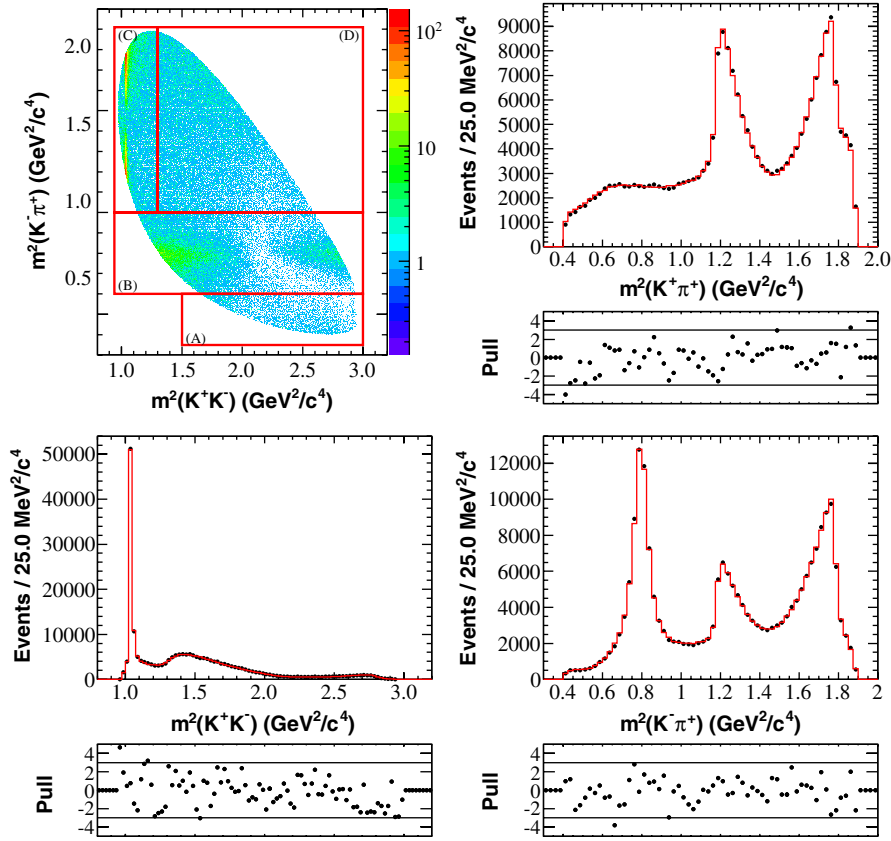 2.0
1.5
1.0
0.5
m²(K⁻π⁺) (GeV²/c⁴)
(C)
(D)
(B)
(A)
1.0 1.5 2.0 2.5 3.0
m²(K⁺K⁻) (GeV²/c⁴)
10²
10
1
9000
8000
7000
6000
5000
4000
3000
2000
1000
0
Events / 25.0 MeV²/c⁴
0.4 0.6 0.8 1.0 1.2 1.4 1.6 1.8 2.0
m²(K⁺π⁺) (GeV²/c⁴)
4
2
0
-2
-4
Pull
50000
40000
30000
20000
10000
0
Events / 25.0 MeV²/c⁴
1.0 1.5 2.0 2.5 3.0
m²(K⁺K⁻) (GeV²/c⁴)
4
2
0
-2
-4
Pull
12000
10000
8000
6000
4000
2000
0
Events / 25.0 MeV²/c⁴
0.4 0.6 0.8 1 1.2 1.4 1.6 1.8 2
m²(K⁻π⁺) (GeV²/c⁴)
4
2
0
-2
-4
Pull